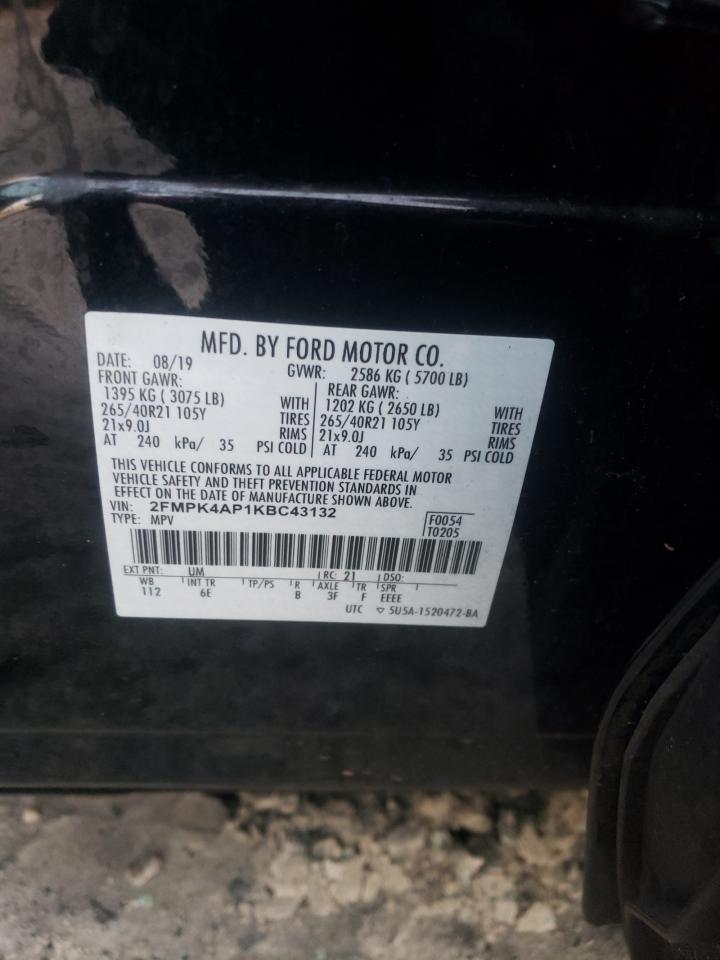 MFD. BY FORD MOTOR CO.
DATE: 08/19 GVWR: 2586 KG ( 5700 LB)
FRONT GAWR: REAR GAWR:
1395 KG ( 3075 LB) WITH 1202 KG ( 2650 LB) WITH
265/40R21 105Y TIRES 265/40R21 105Y TIRES
21x9.0J RIMS 21x9.0J RIMS
AT 240 kPa/ 35 PSI COLD AT 240 kPa/ 35 PSI COLD
THIS VEHICLE CONFORMS TO ALL APPLICABLE FEDERAL MOTOR
VEHICLE SAFETY AND THEFT PREVENTION STANDARDS IN
EFFECT ON THE DATE OF MANUFACTURE SHOWN ABOVE.
VIN: 2FMPK4AP1KBC43132 F0054
TYPE: MPV T0205
EXT PNT: UM RC: 21 DSO:
WB INT TR TP/PS R AXLE TR SPR
112 6E B 3F F EEEE
UTC ▽ 5U5A-1520472-BA